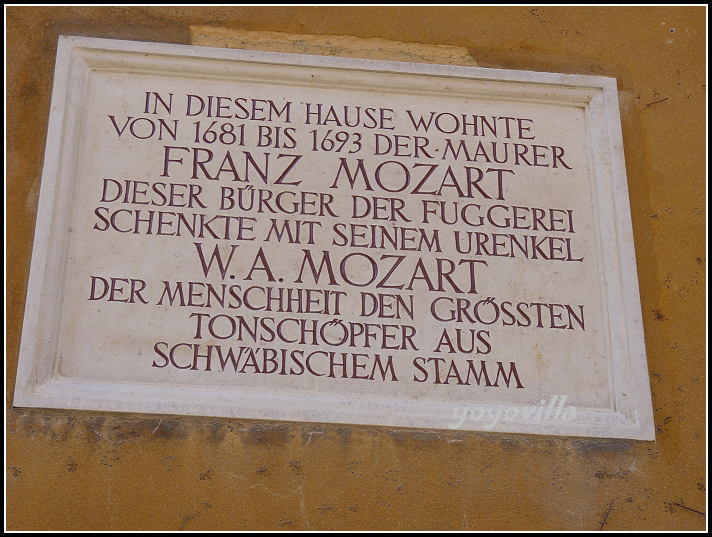 IN DIESEM HAUSE WOHNTE
VON 1681 BIS 1693 DER MAURER
FRANZ MOZART
DIESER BÜRGER DER FUGGEREI
SCHENKTE MIT SEINEM URENKEL
W. A. MOZART
DER MENSCHHEIT DEN GRÖSSTEN
TONSCHÖPFER AUS
SCHWÄBISCHEM STAMM
yoyovilla